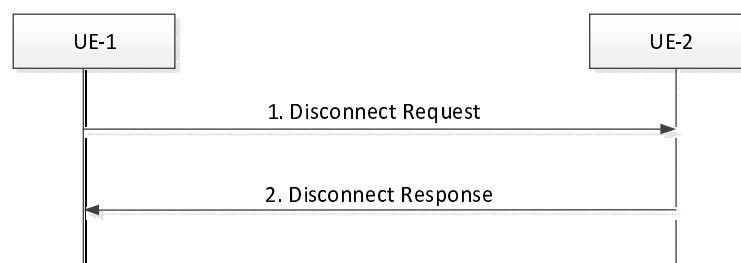 UE-1
UE-2
1. Disconnect Request
2. Disconnect Response